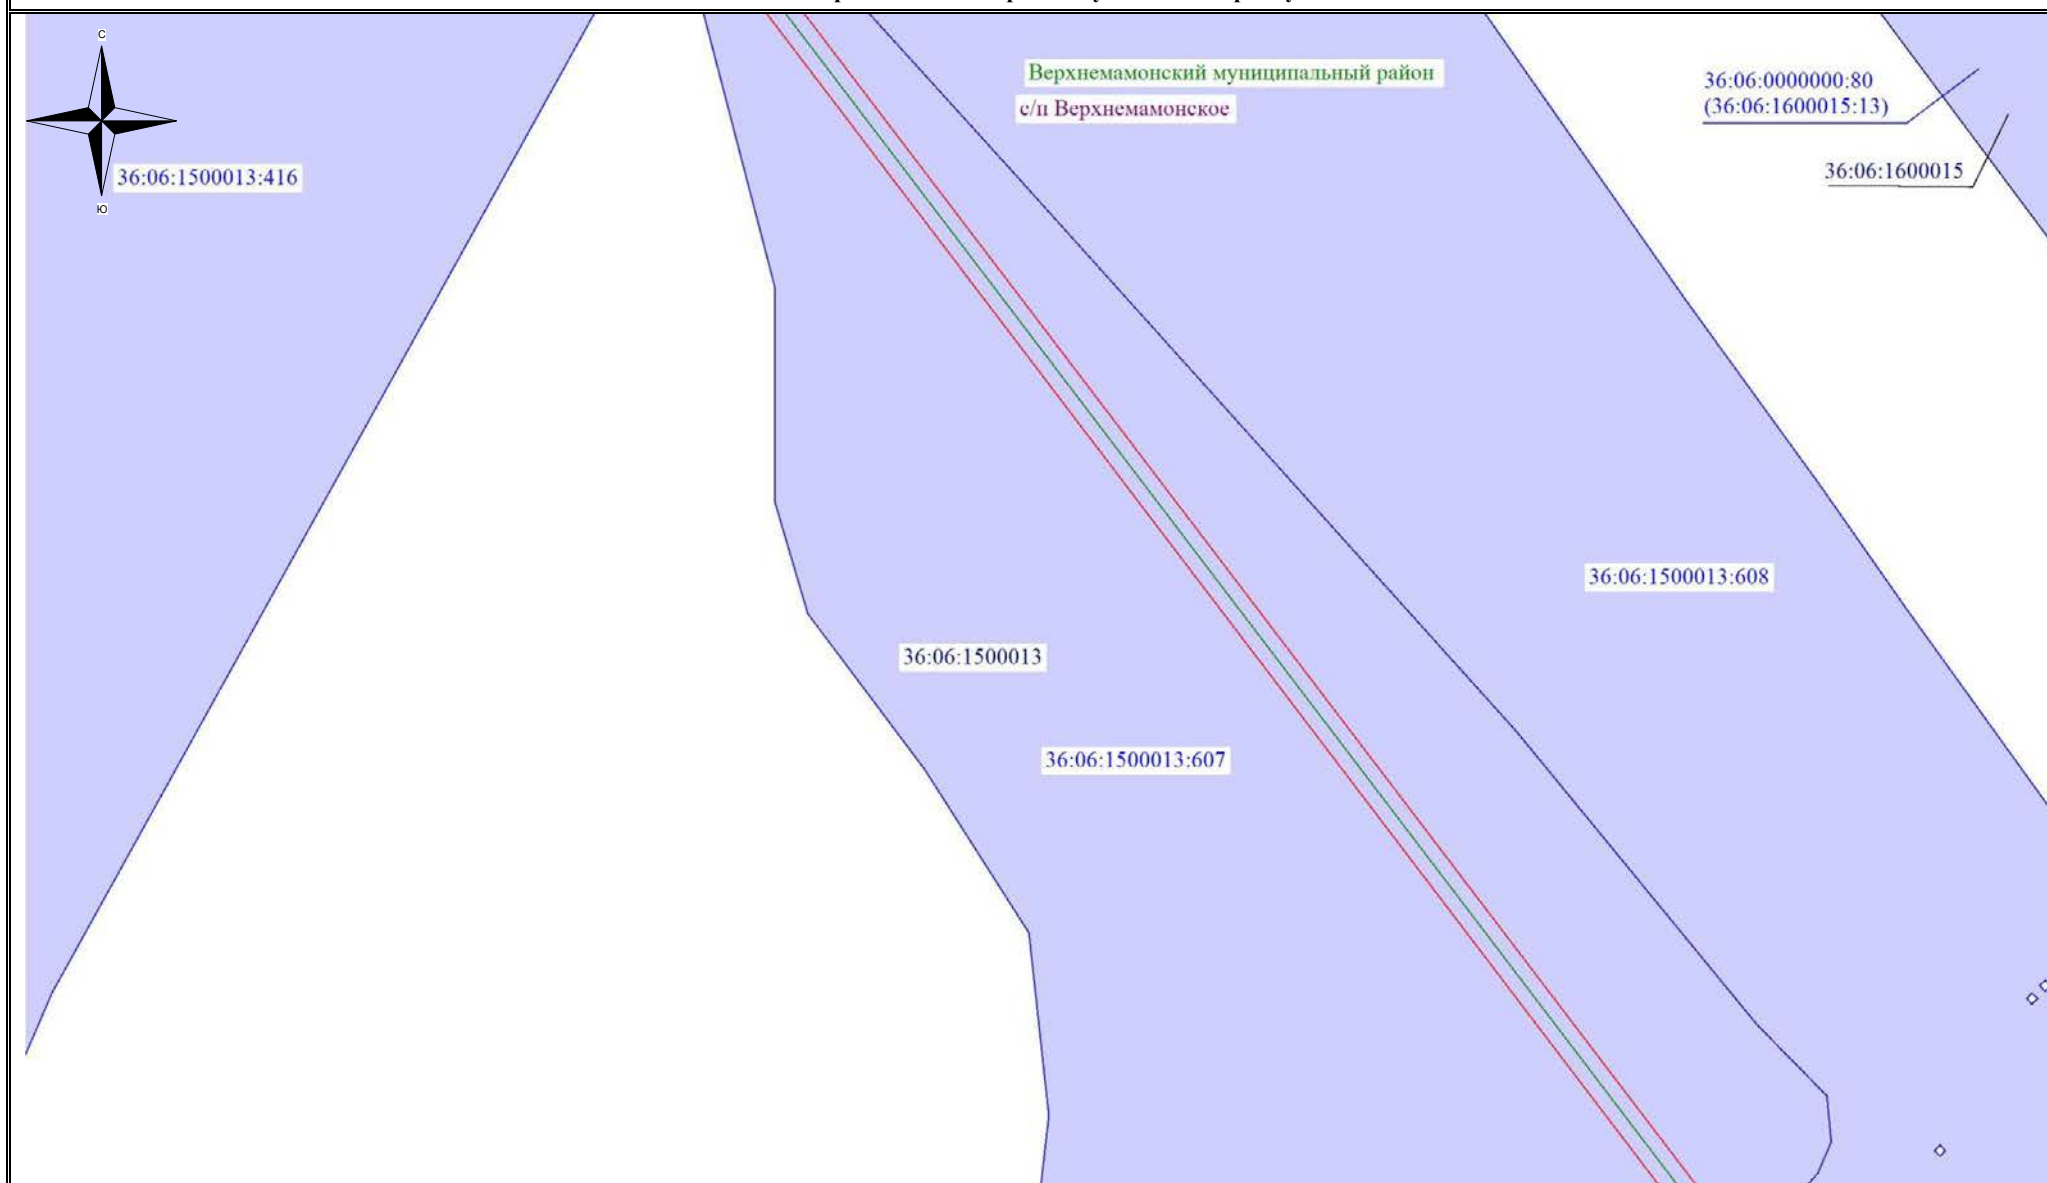 С
Верхнемамонский муниципальный район
36:06:0000000:80
(36:06:1600015:13)
с/п Верхнемамонское
36:06:1600015
36:06:1500013:416
Ю
36:06:1500013:608
36:06:1500013
36:06:1500013:607